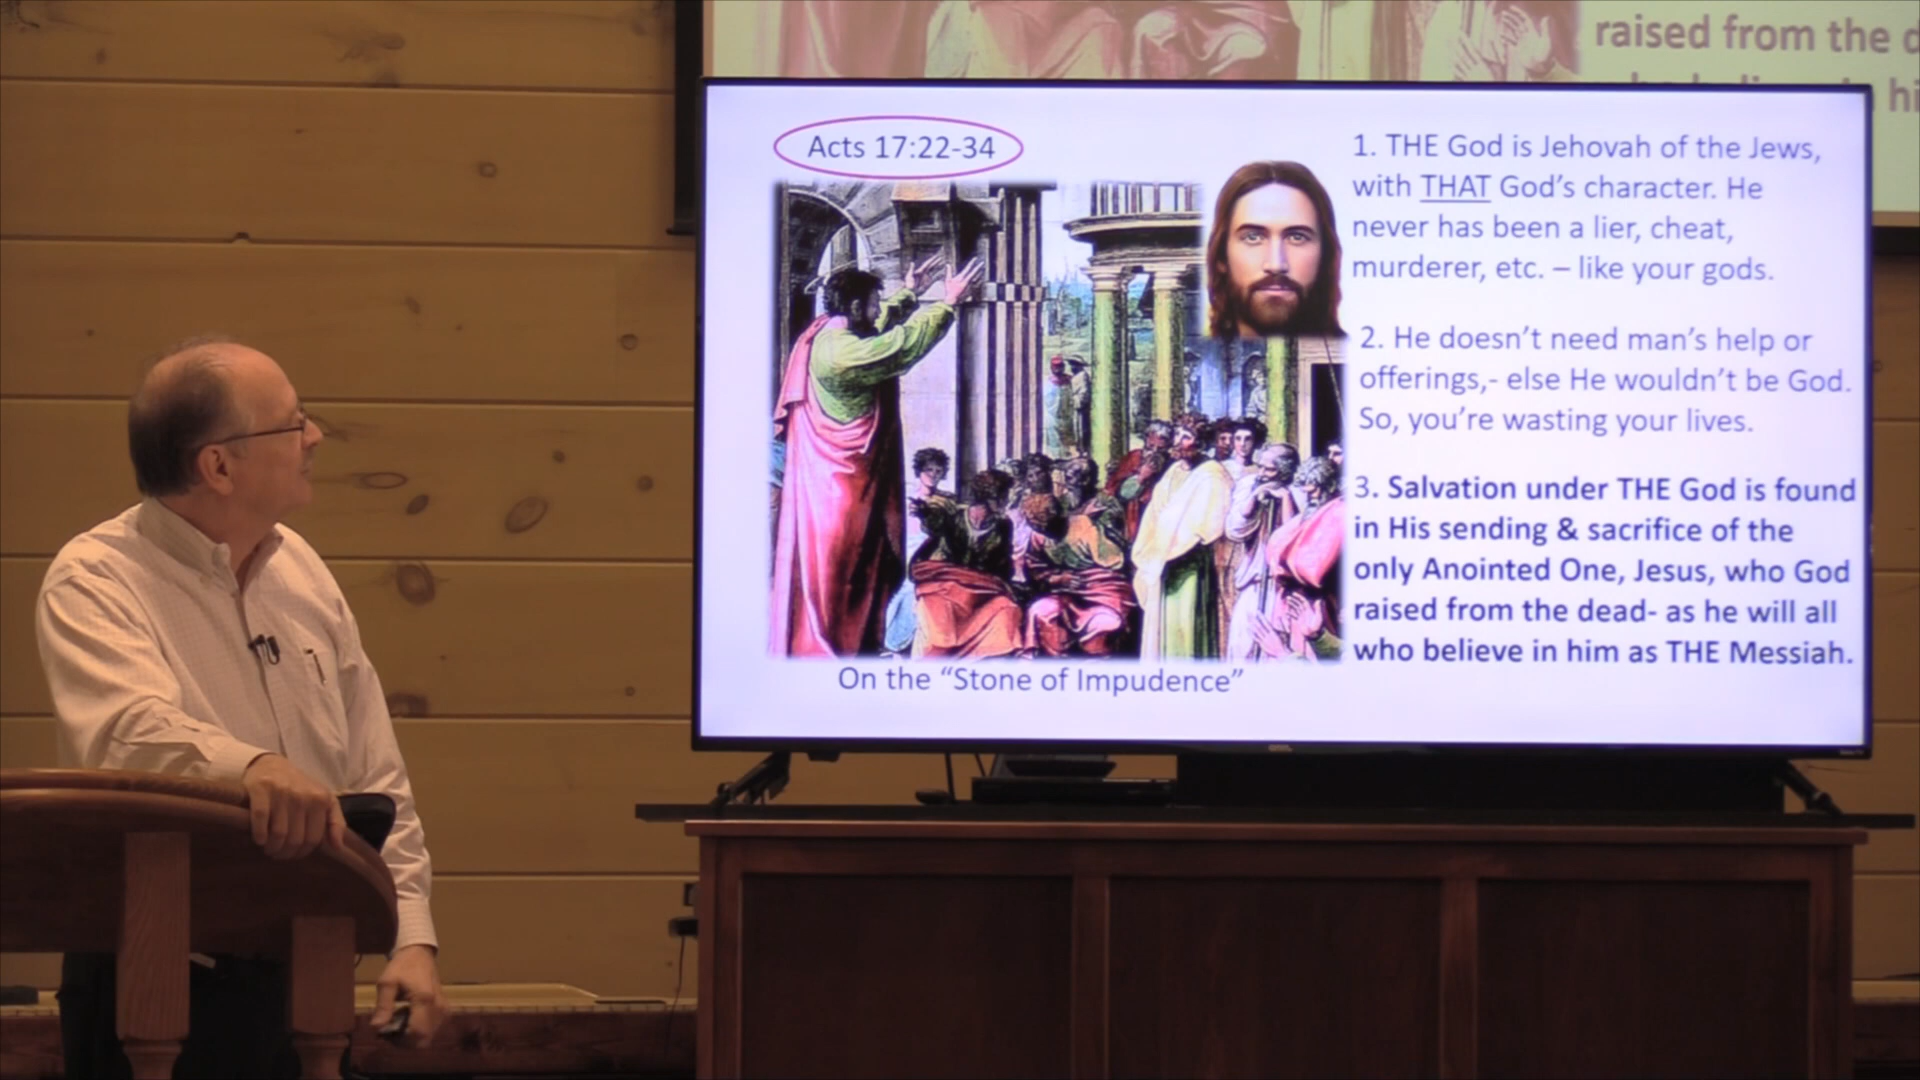 raised from the d
hi
Acts 17:22-34
1. THE God is Jehovah of the Jews,
with THAT God's character. He
never has been a lier, cheat,
murderer, etc. – like your gods.
2. He doesn't need man's help or
offerings,- else He wouldn't be God.
So, you're wasting your lives.
3. Salvation under THE God is found
in His sending & sacrifice of the
only Anointed One, Jesus, who God
raised from the dead- as he will all
who believe in him as THE Messiah.
On the “Stone of Impudence”